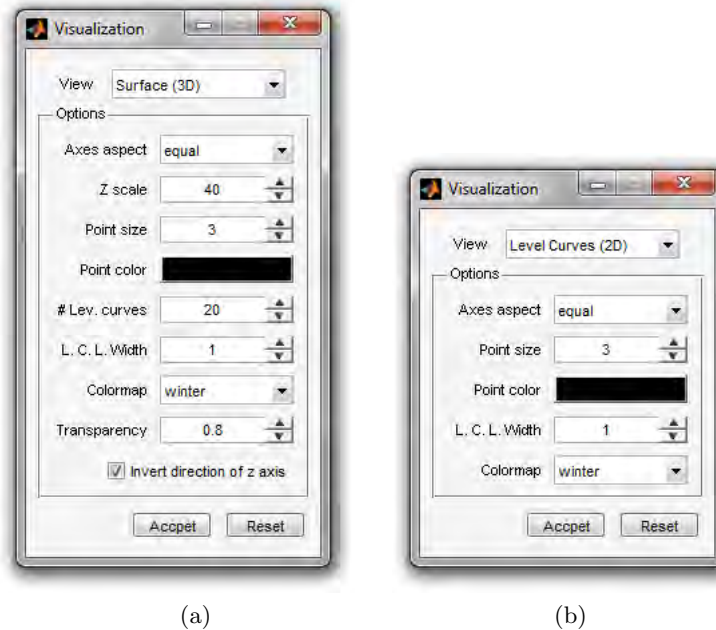 Visualization
View Surface (3D)
Options
Axes aspect equal
Z scale 40
Point size 3
Point color
# Lev. curves 20
L. C. L. Width 1
Colormap winter
Transparency 0.8
Invert direction of z axis
Accpet Reset
(a)
Visualization
View Level Curves (2D)
Options
Axes aspect equal
Point size 3
Point color
L. C. L. Width 1
Colormap winter
Accpet Reset
(b)